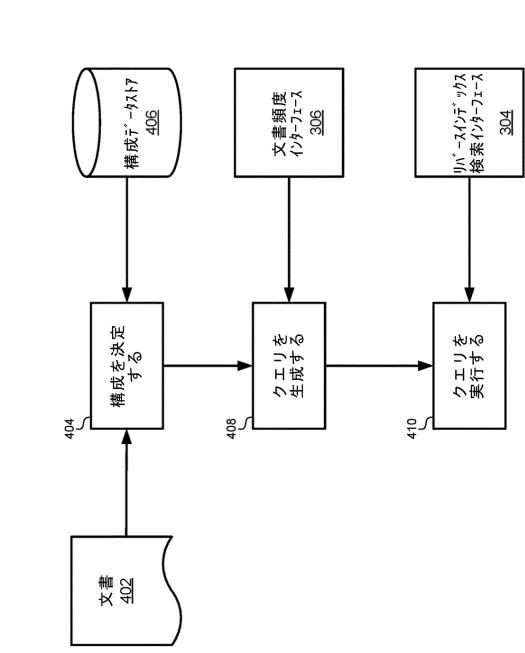 文書
402
404
構成を決定
する
構成ﾃﾞｰﾀｽﾄｱ
406
408
クエリを
生成する
文書頻度
ｲﾝﾀｰﾌｪｰｽ
306
410
クエリを
実行する
ﾘﾊﾞｰｽｲﾝﾃﾞｯｸｽ
検索ｲﾝﾀｰﾌｪｰｽ
304